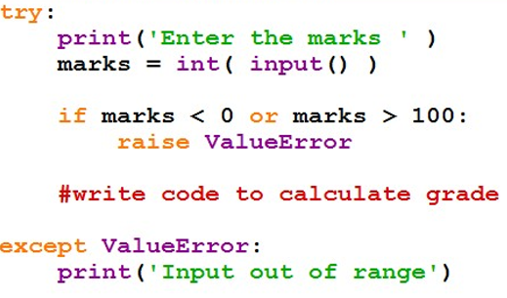 try:
    print('Enter the marks ' )
    marks = int( input() )
    if marks < 0 or marks > 100:
        raise ValueError
    #write code to calculate grade
except ValueError:
    print('Input out of range')